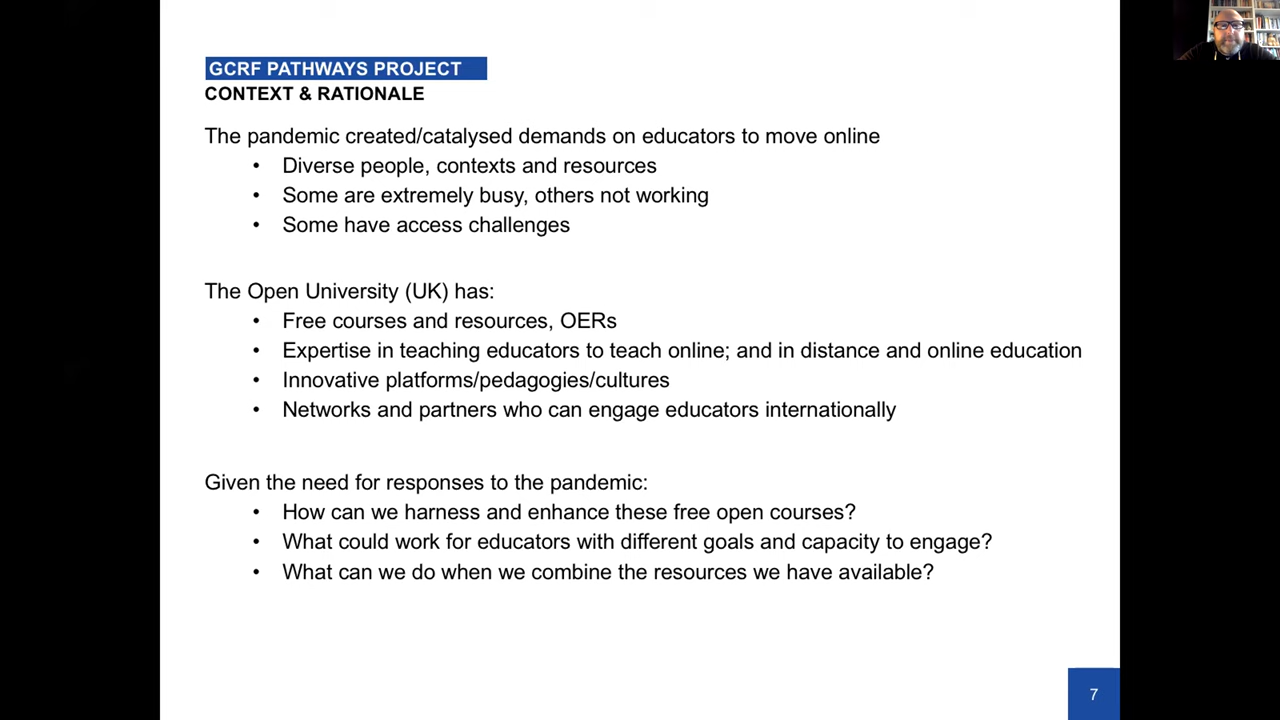 GCRF PATHWAYS PROJECT
CONTEXT & RATIONALE
The pandemic created/catalysed demands on educators to move online
• Diverse people, contexts and resources
• Some are extremely busy, others not working
• Some have access challenges
The Open University (UK) has:
• Free courses and resources, OERs
• Expertise in teaching educators to teach online; and in distance and online education
• Innovative platforms/pedagogies/cultures
• Networks and partners who can engage educators internationally
Given the need for responses to the pandemic:
• How can we harness and enhance these free open courses?
• What could work for educators with different goals and capacity to engage?
• What can we do when we combine the resources we have available?
7